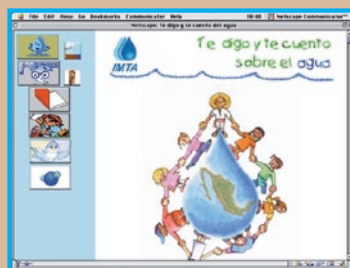 File Edit View Go Bookmarks Communicator Help
Netscape: Te digo y te cuento del agua
Te digo y te cuento
sobre el agua
IMTA